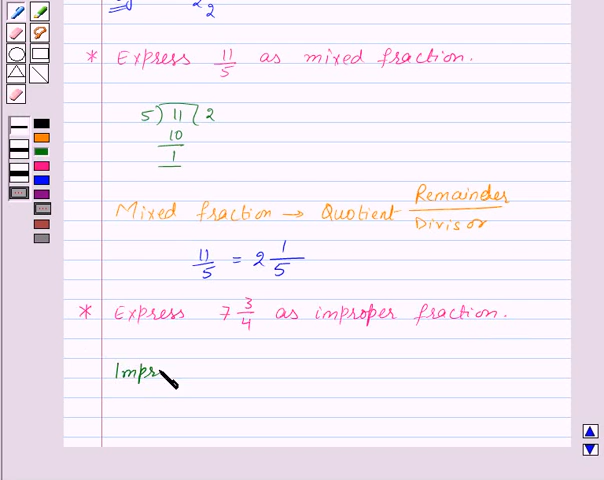 * Express 11/5 as mixed fraction.
5) 11 (2
10
1
Mixed fraction → Quotient Remainder/Divisor
11/5 = 2 1/5
* Express 7 3/4 as improper fraction.
Impr